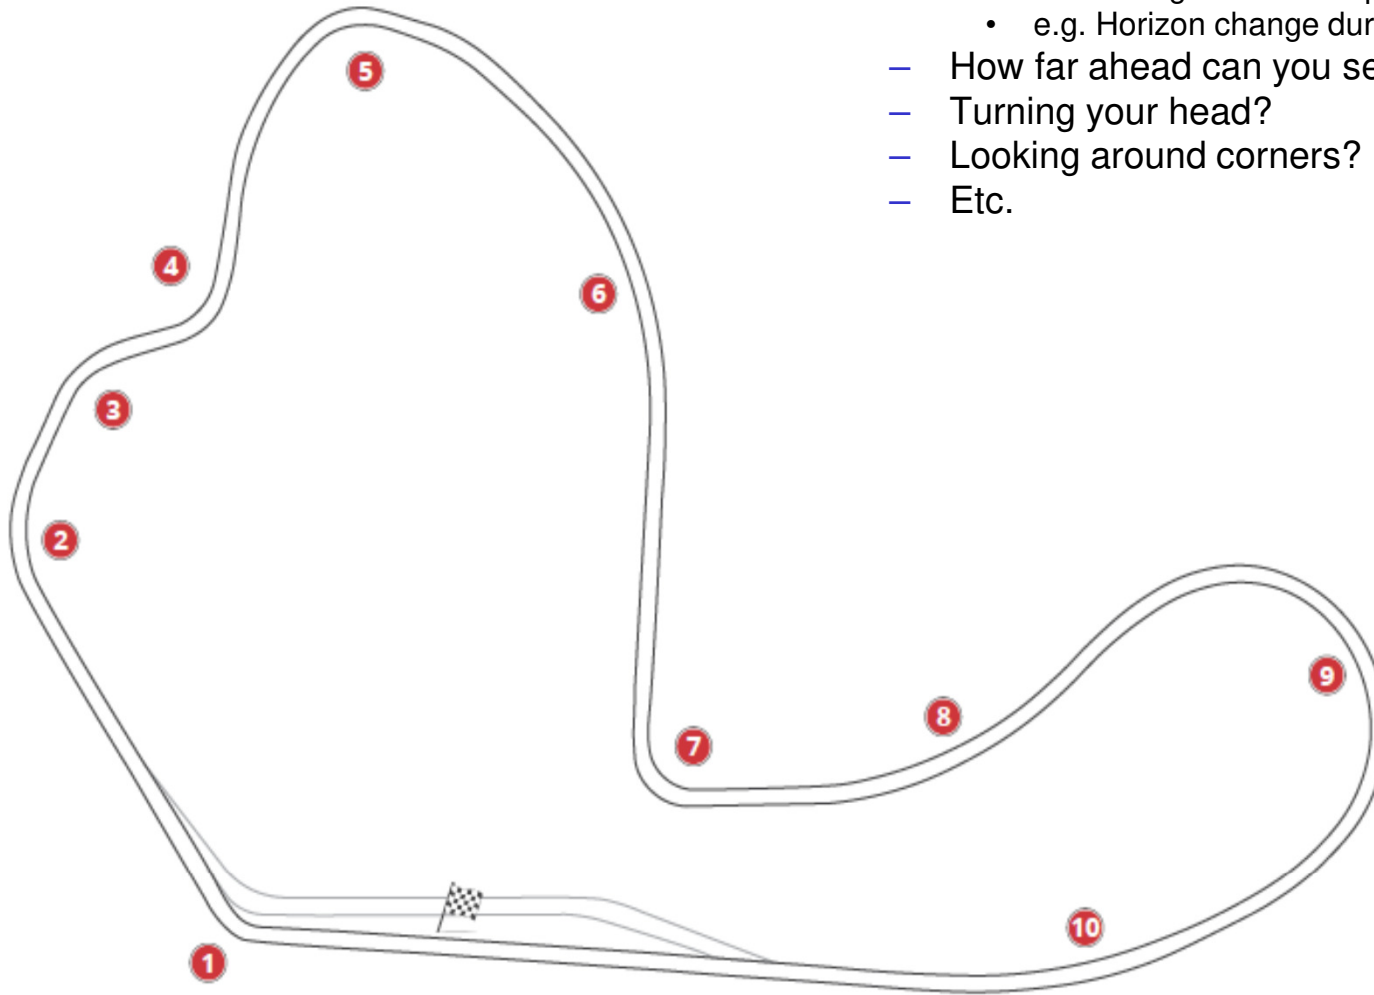 • e.g. Horizon change dur
– How far ahead can you se
– Turning your head?
– Looking around corners?
– Etc.
5
4
6
3
2
7
8
9
10
1